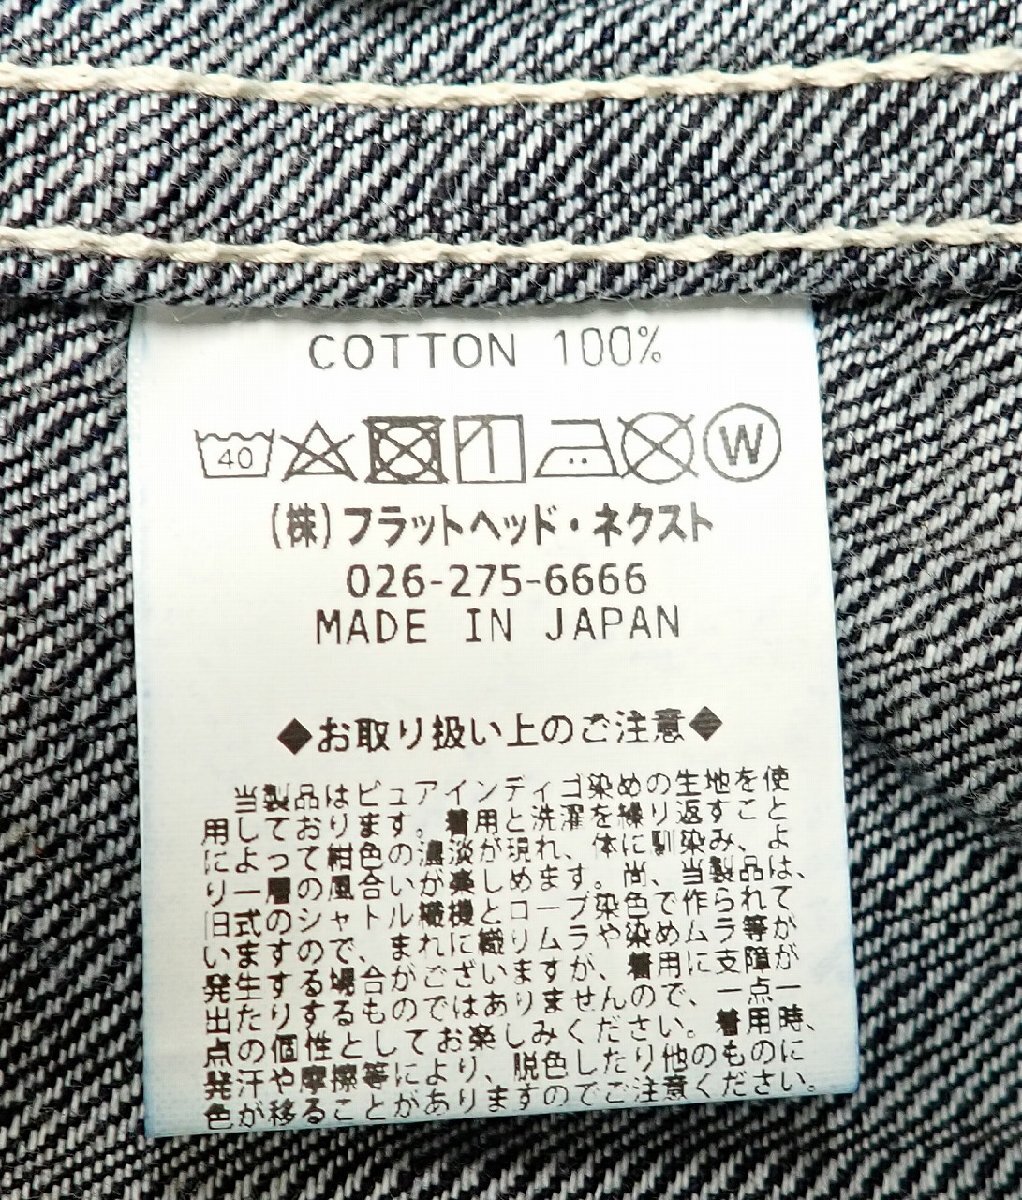 COTTON 100%
40 W
(株)フラットヘッド・ネクスト
026-275-6666
MADE IN JAPAN
◆お取り扱い上のご注意◆
当製品はピュアインディゴ染めの生地を使
用しております。着用と洗濯を繰り返すこと
によって紺色の濃淡が現れ、体に馴染み、よ
り一層の風合いが楽しめます。尚、当製品は、
旧式のシャトル織機とロープ染色で作られて
いますので、まれに織りムラや染めムラ等が
発生する場合がございますが、着用に支障が
出たりするものではありませんので、一点一
点の個性としてお楽しみください。着用時、
発汗や摩擦等により、脱色したり他のものに
色が移ることがありますのでご注意ください。